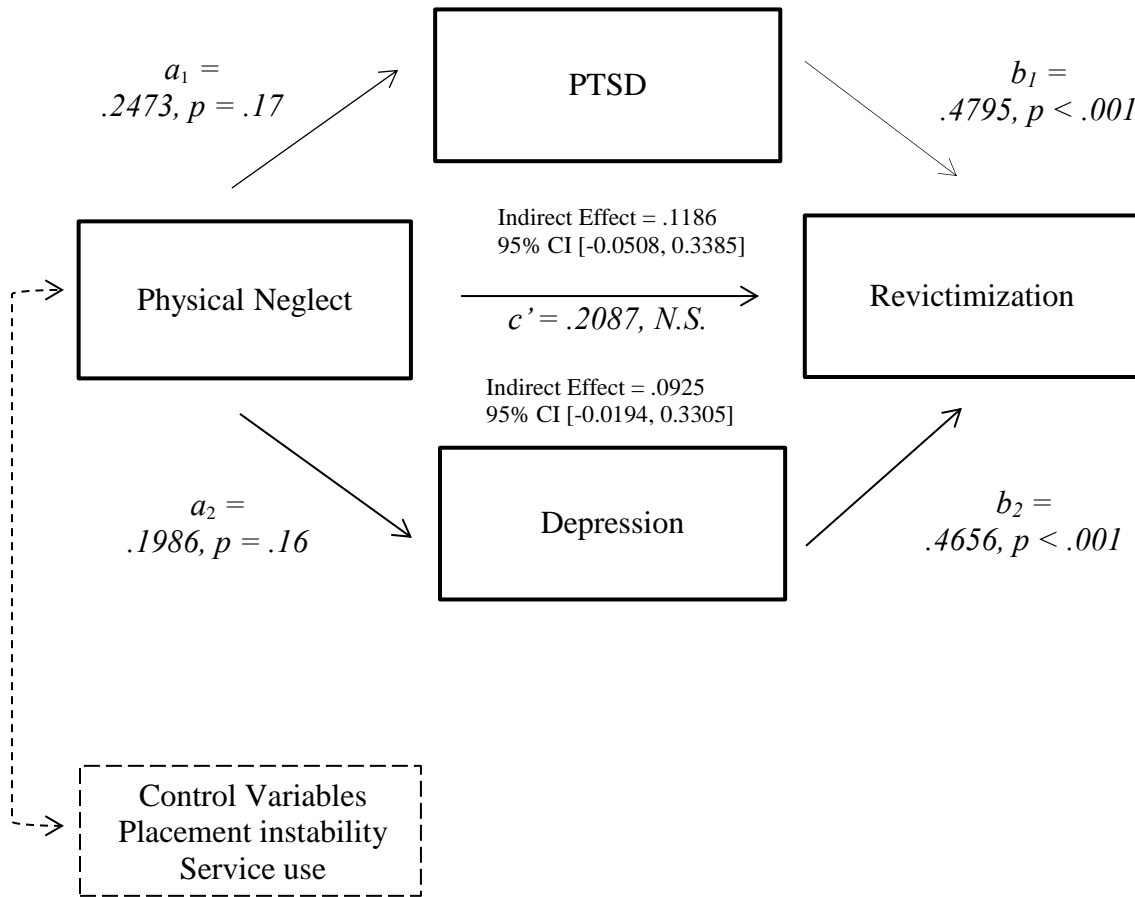 a₁ =
.2473, p = .17
PTSD
b₁ =
.4795, p < .001
Indirect Effect = .1186
95% CI [-0.0508, 0.3385]
Physical Neglect
c’ = .2087, N.S.
Revictimization
Indirect Effect = .0925
95% CI [-0.0194, 0.3305]
a₂ =
.1986, p = .16
Depression
b₂ =
.4656, p < .001
Control Variables
Placement instability
Service use